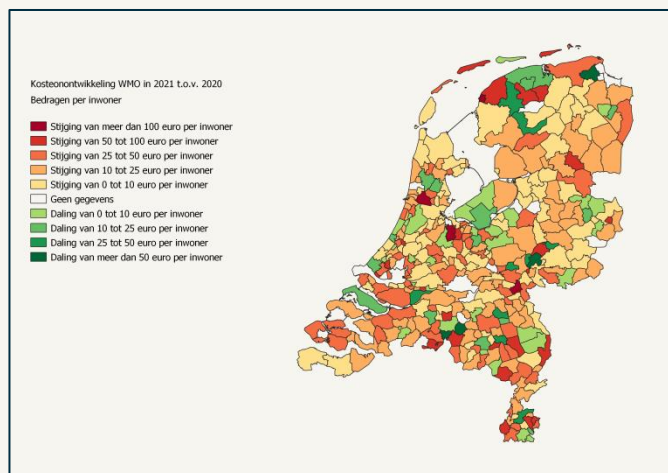 Kosteonontwikkeling WMO in 2021 t.o.v. 2020
Bedragen per inwoner
Stijging van meer dan 100 euro per inwoner
Stijging van 50 tot 100 euro per inwoner
Stijging van 25 tot 50 euro per inwoner
Stijging van 10 tot 25 euro per inwoner
Stijging van 0 tot 10 euro per inwoner
Geen gegevens
Daling van 0 tot 10 euro per inwoner
Daling van 10 tot 25 euro per inwoner
Daling van 25 tot 50 euro per inwoner
Daling van meer dan 50 euro per inwoner